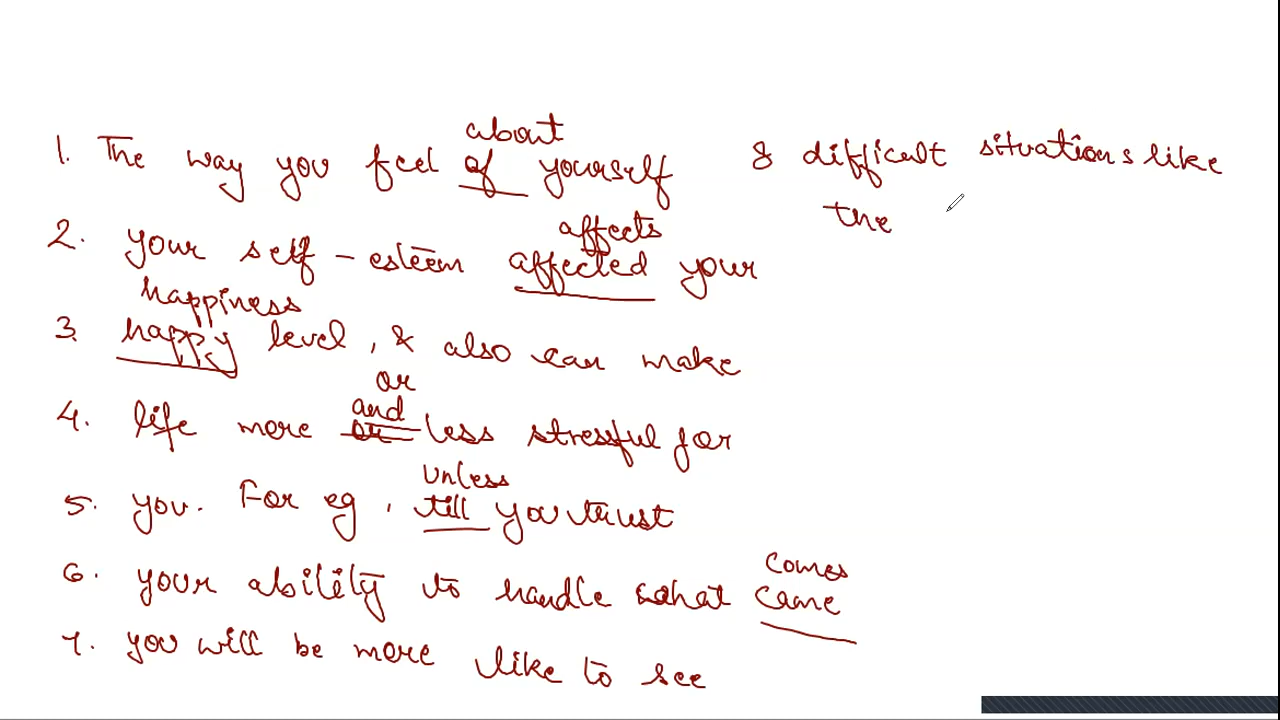 1. The way you feel of yourself
about
2. your self-esteem affected your
affects
3. happy level, & also can make
happiness
4. life more or less stressful for
and
or
5. you. For eg, till you trust
unless
6. your ability to handle what came
comes
7. you will be more like to see
8 difficult situations like
the